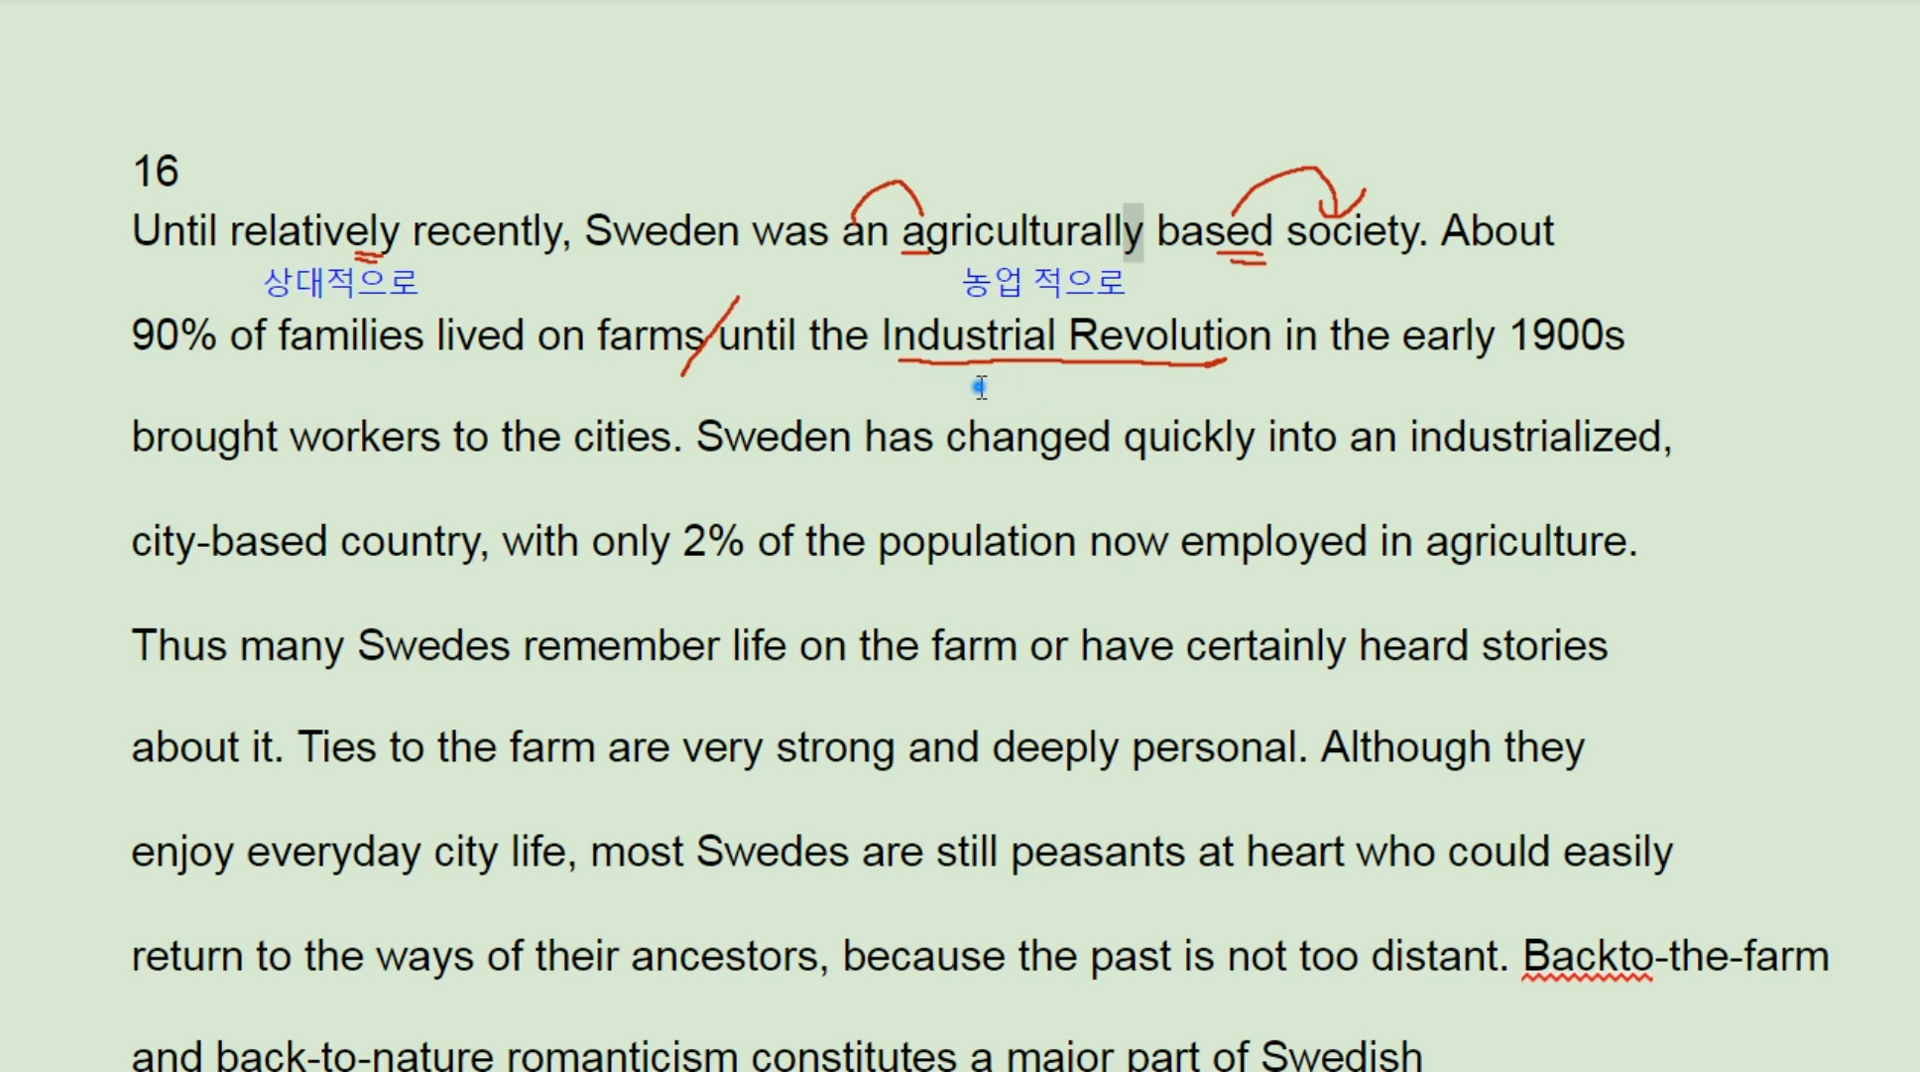 16
Until relatively recently, Sweden was an agriculturally based society. About
상대적으로 농업 적으로
90% of families lived on farms until the Industrial Revolution in the early 1900s
brought workers to the cities. Sweden has changed quickly into an industrialized,
city-based country, with only 2% of the population now employed in agriculture.
Thus many Swedes remember life on the farm or have certainly heard stories
about it. Ties to the farm are very strong and deeply personal. Although they
enjoy everyday city life, most Swedes are still peasants at heart who could easily
return to the ways of their ancestors, because the past is not too distant. Backto-the-farm
and back-to-nature romanticism constitutes a major part of Swedish